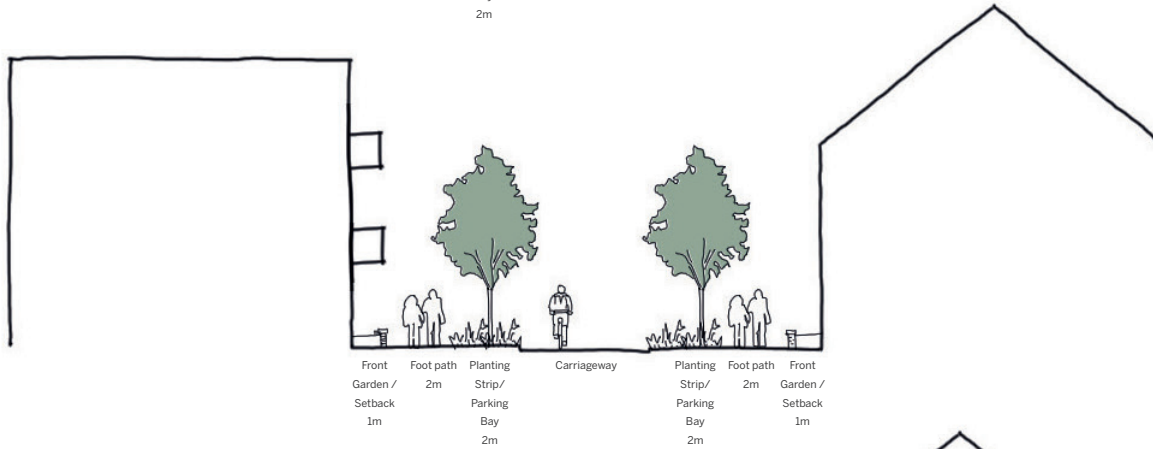 2m
Front
Garden /
Setback
1m
Foot path
2m
Planting
Strip/
Parking
Bay
2m
Carriageway
Planting
Strip/
Parking
Bay
2m
Foot path
2m
Front
Garden /
Setback
1m